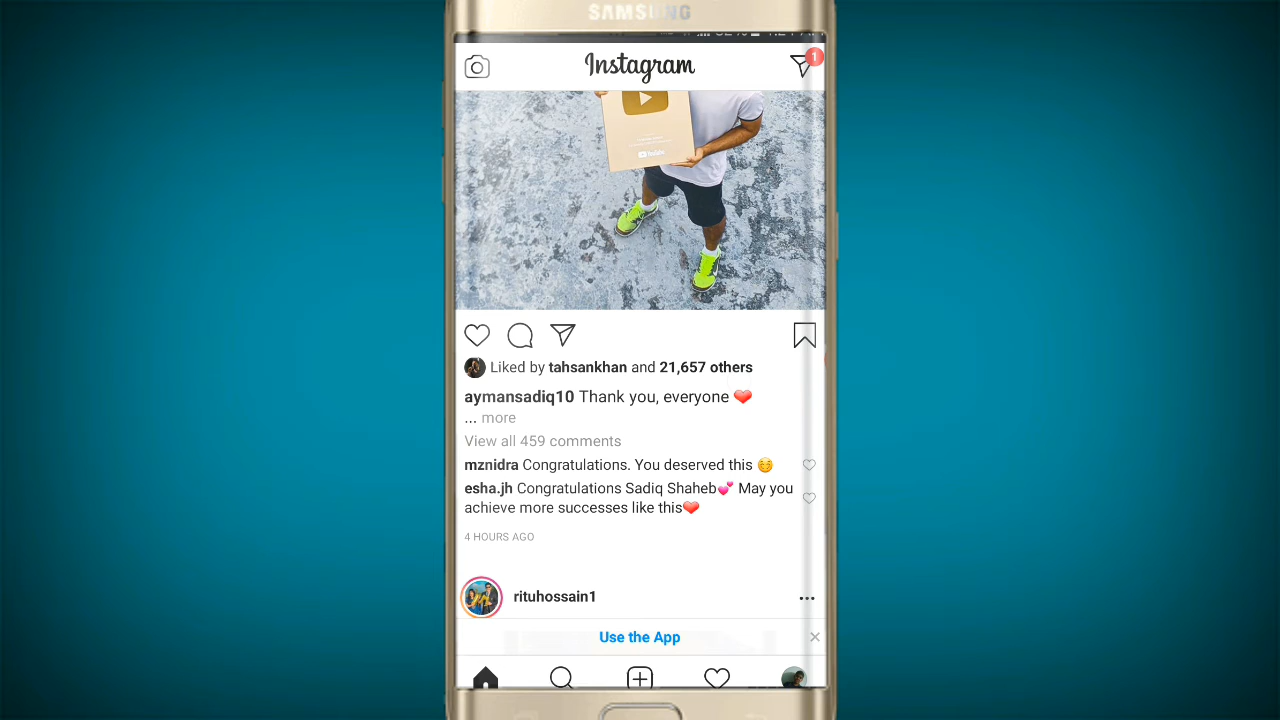 SAMSUNG
Instagram
1
Liked by tahsankhan and 21,657 others
aymansadiq10 Thank you, everyone ❤️
... more
View all 459 comments
mznidra Congratulations. You deserved this 😊
esha.jh Congratulations Sadiq Shaheb💕 May you
achieve more successes like this❤️
4 HOURS AGO
rituhossain1
Use the App